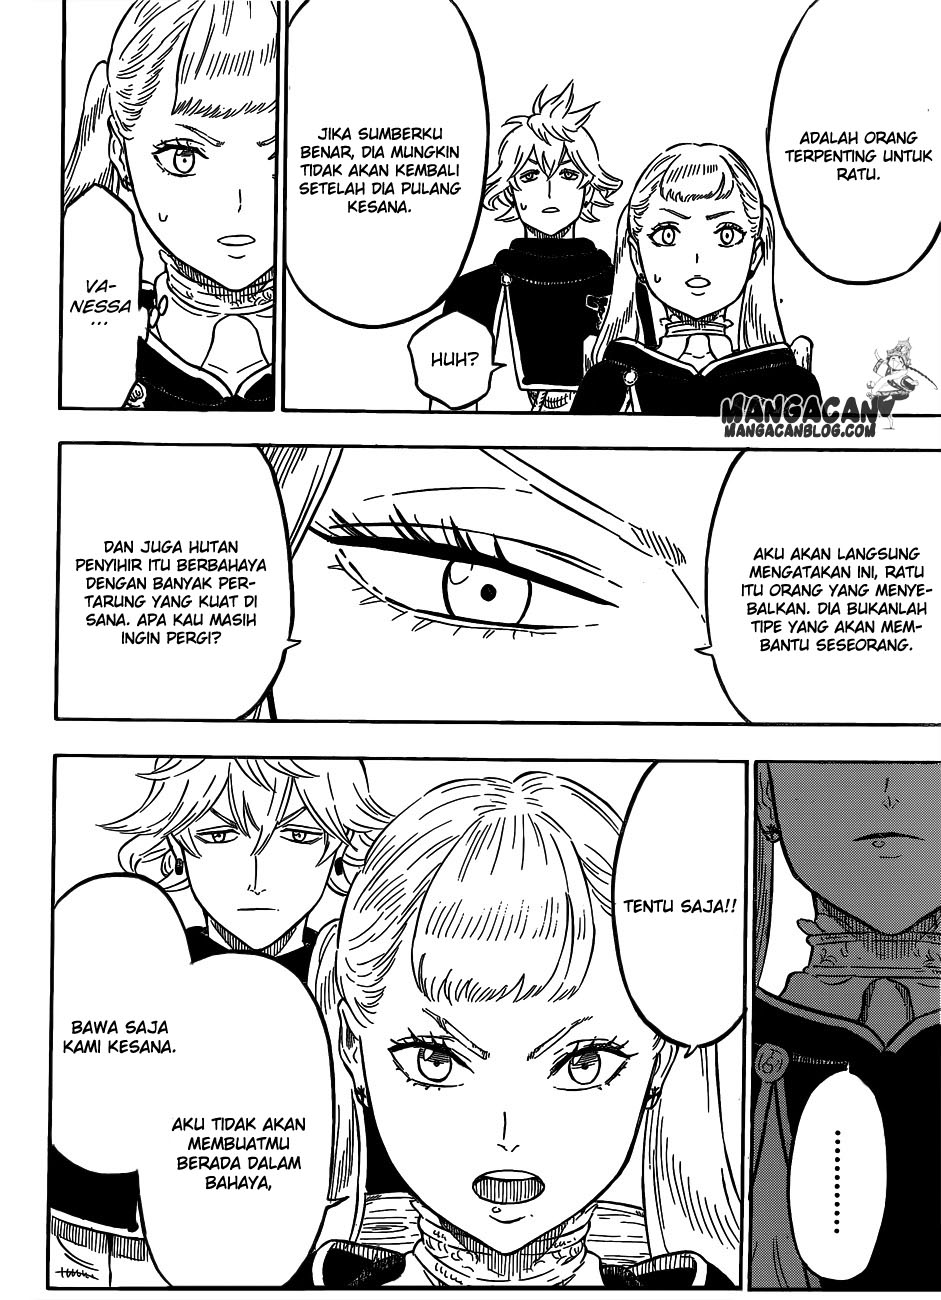 ADALAH ORANG
TERPENTING UNTUK
RATU.
JIKA SUMBERKU
BENAR, DIA MUNGKIN
TIDAK AKAN KEMBALI
SETELAH DIA PULANG
KESANA.
HUH?
VA-
NESSA
...
MANGACAN
MANGACANBLOG.COM
AKU AKAN LANGSUNG
MENGATAKAN INI, RATU
ITU ORANG YANG MENYE-
BALKAN. DIA BUKANLAH
TIPE YANG AKAN MEM-
BANTU SESEORANG.
DAN JUGA HUTAN
PENYIHIR ITU BERBAHAYA
DENGAN BANYAK PER-
TARUNG YANG KUAT DI
SANA. APA KAU MASIH
INGIN PERGI?
..........
TENTU SAJA!!
BAWA SAJA
KAMI KESANA.
AKU TIDAK AKAN
MEMBUATMU
BERADA DALAM
BAHAYA,